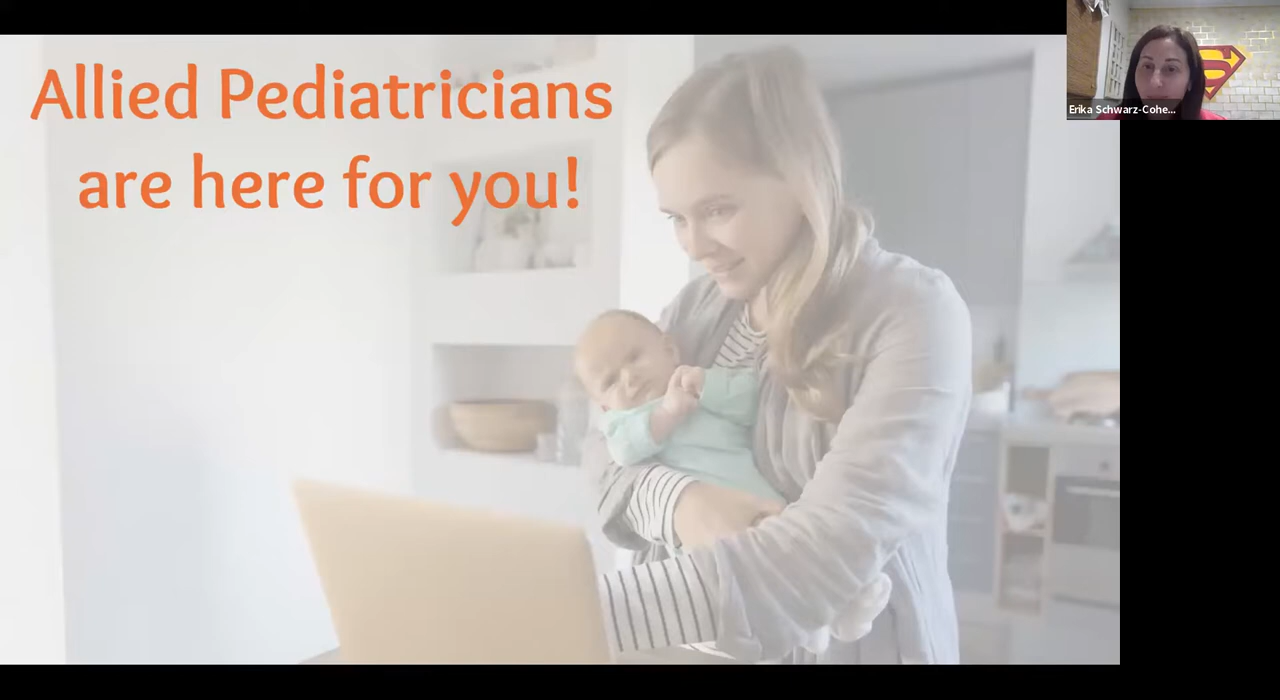 Allied Pediatricians
are here for you!
Erika Schwarz-Cohe...
S